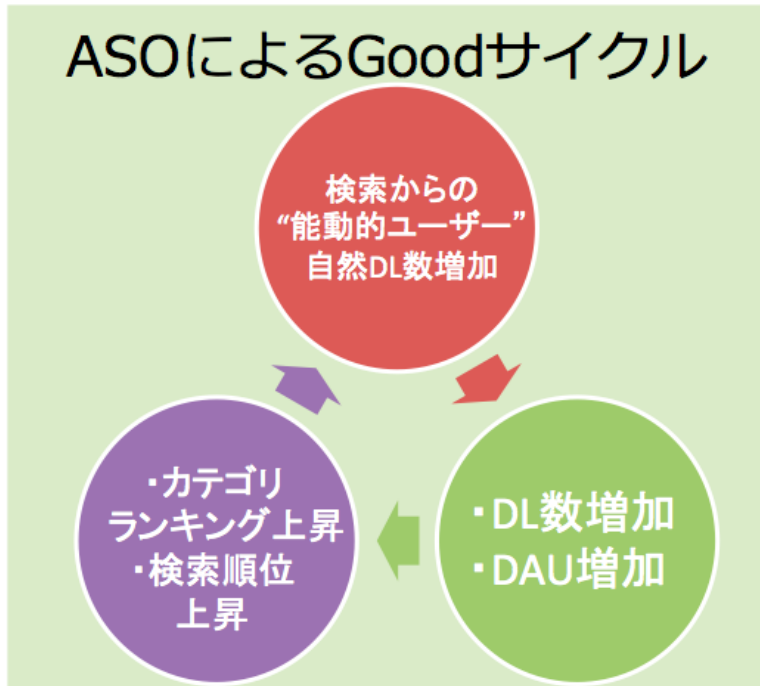 ASOによるGoodサイクル
検索からの
“能動的ユーザー”
自然DL数増加
・DL数増加
・DAU増加
・カテゴリ
ランキング上昇
・検索順位
上昇